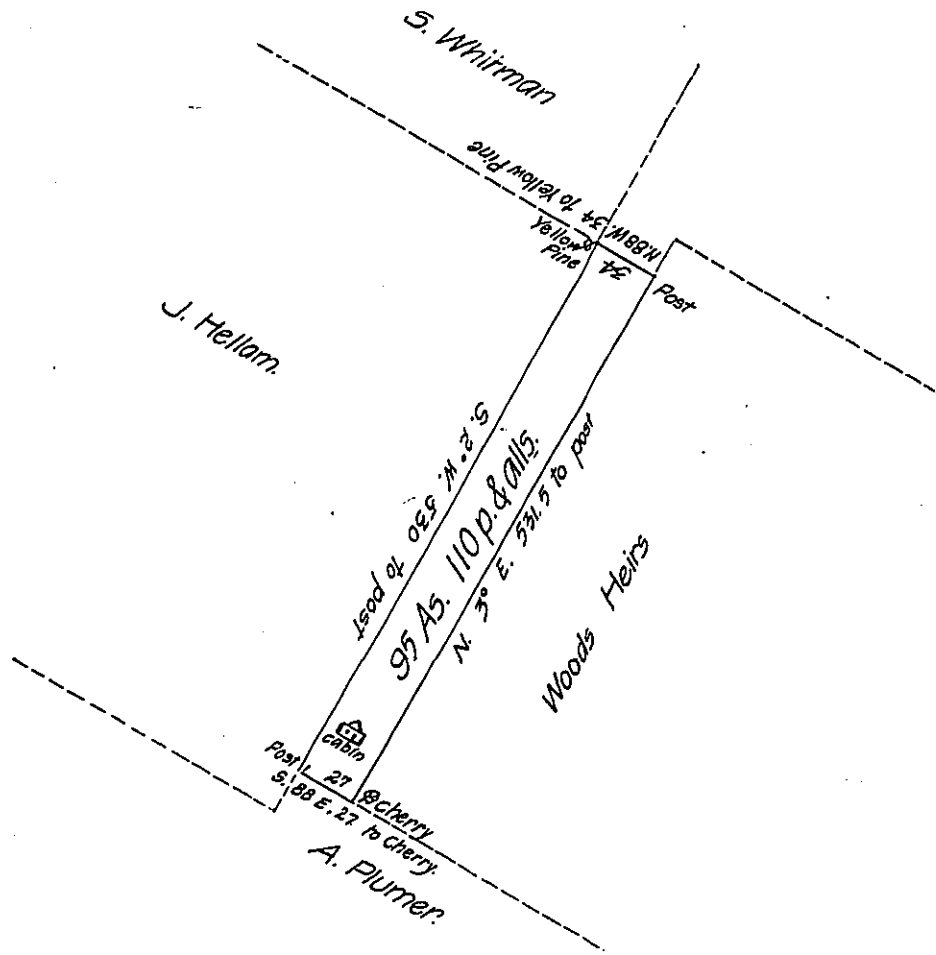 S. Whirman
N.88W. 34 to Yellow Pine
Yellow
Pine
34
Post
J. Hellam.
S. 2° W. 530 to post
95 As. 110 p. & alls.
N. 3° E. 531.5 to post
Woods Heirs
cabin
Post
27
cherry
S. 88 E. 27 to Cherry.
A. Plumer.